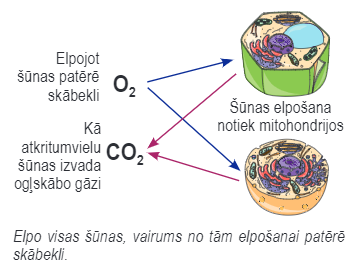 Elpojot
šūnas patērē
skābekli
O₂
Šūnas elpošana
notiek mitohondrijos
Kā
atkritumvielu
šūnas izvada
ogļskābo gāzi
CO₂
Elpo visas šūnas, vairums no tām elpošanai patērē
skābekli.